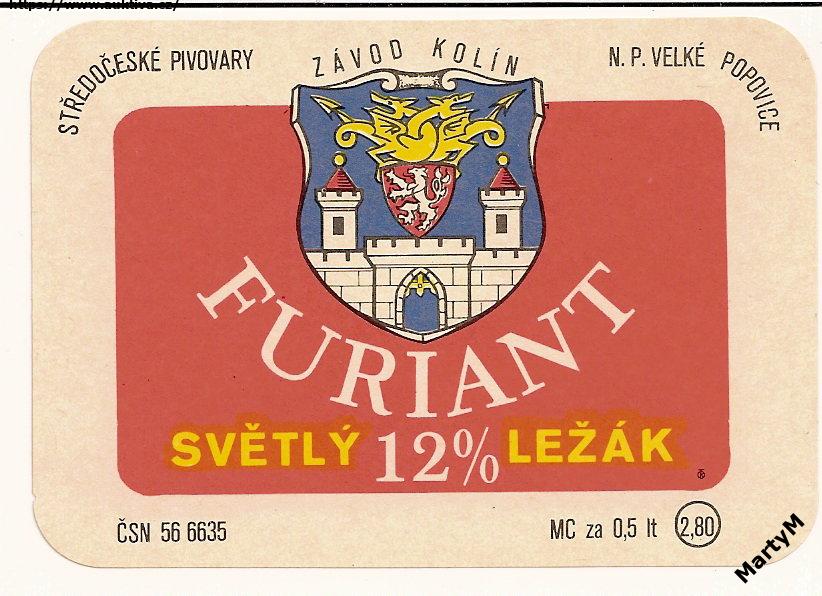 https://www.auktiva.cz/
STŘEDOČESKÉ PIVOVARY ZÁVOD KOLÍN N.P. VELKÉ POPOVICE
FURIANT
SVĚTLÝ 12% LEŽÁK
ČSN 56 6635 MC za 0,5 lt 2,80
MartyM